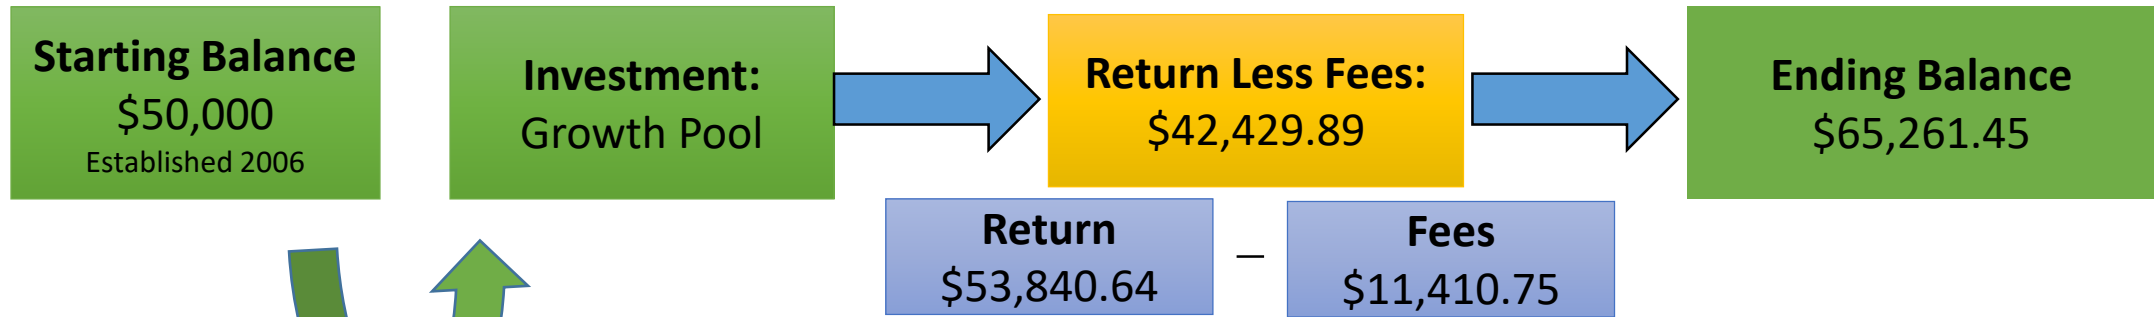 Starting Balance
$50,000
Established 2006
Investment:
Growth Pool
Return Less Fees:
$42,429.89
Ending Balance
$65,261.45
Return
$53,840.64
–
Fees
$11,410.75